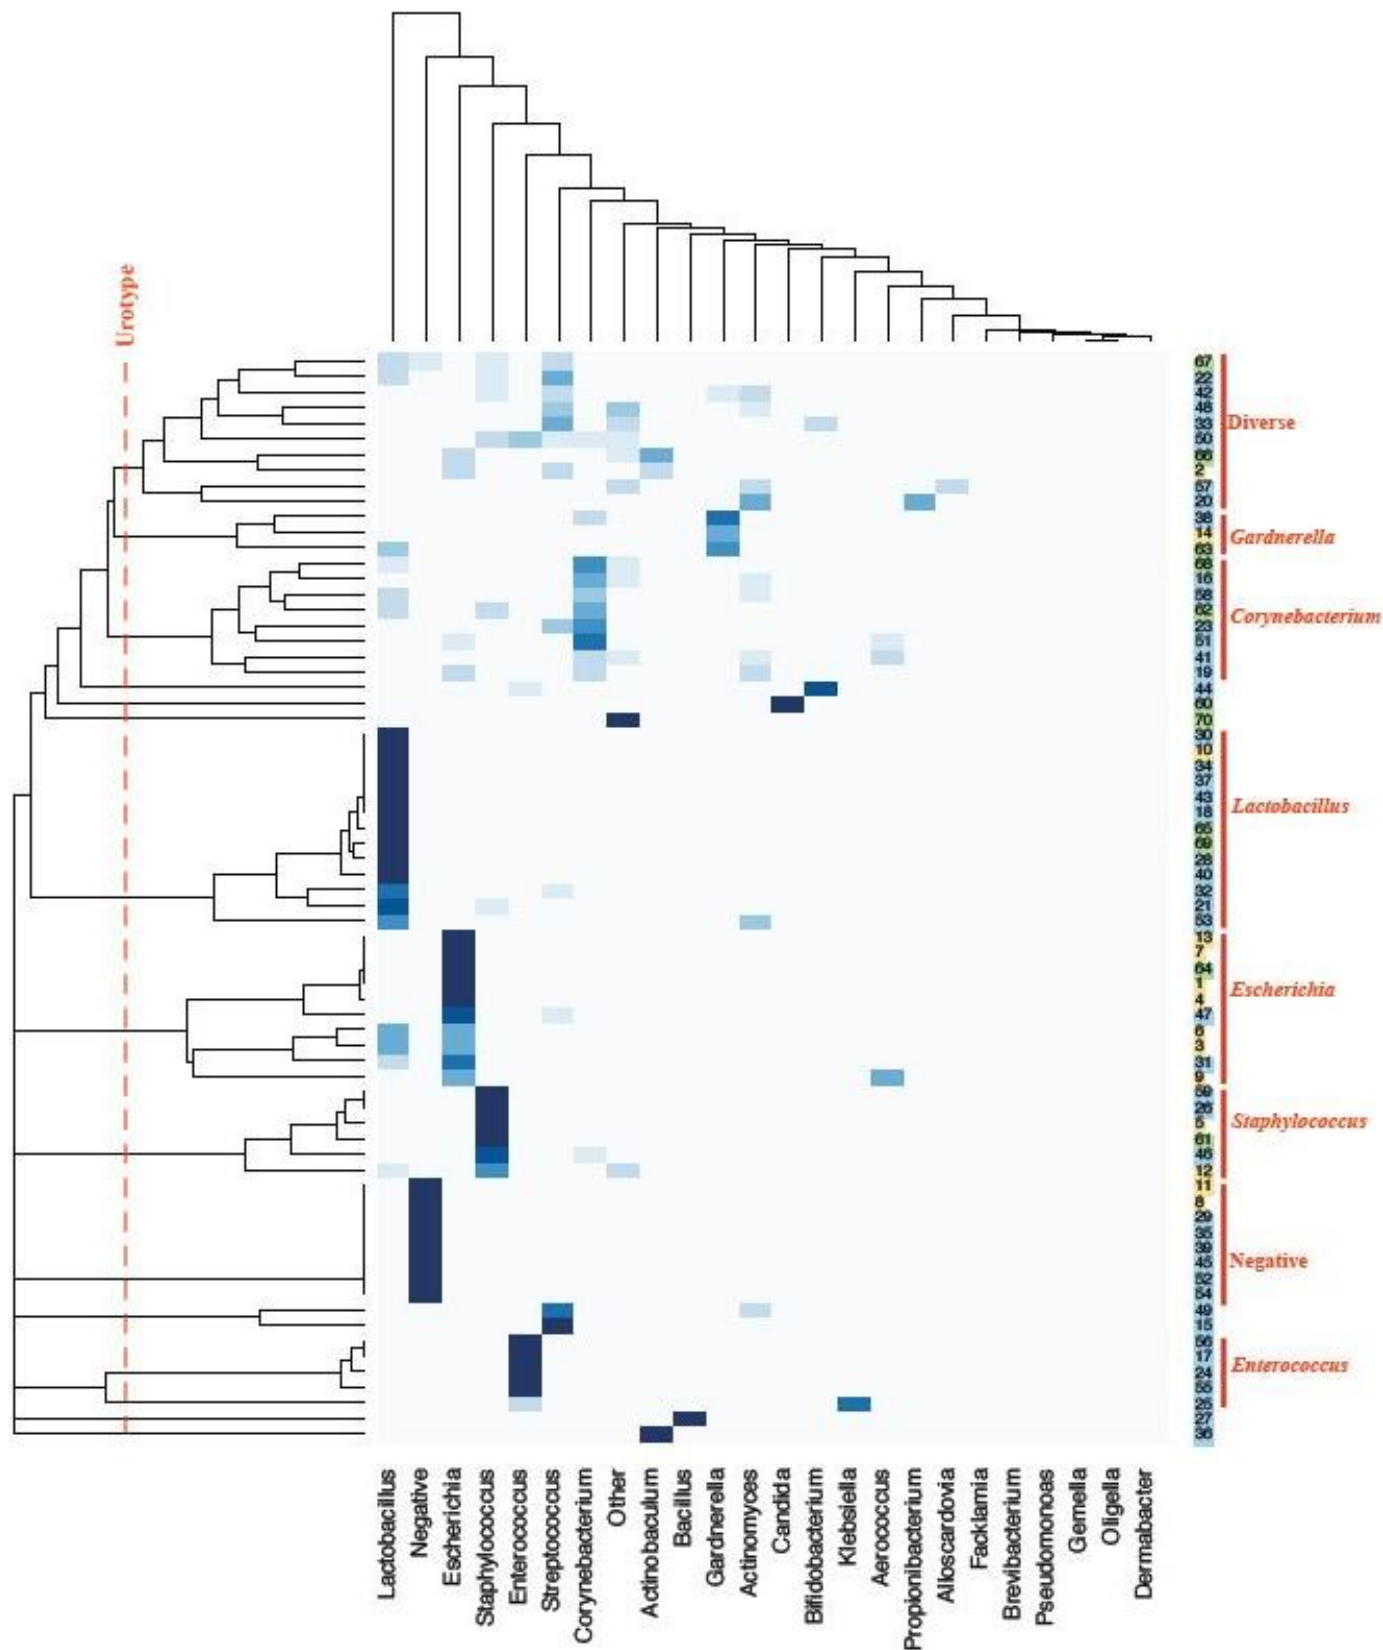 Urotype
67
22
42
48
33
50
66
2
57
20
38
14
63
68
16
58
62
23
51
41
19
44
60
70
30
10
34
37
43
18
65
69
28
40
32
21
53
13
7
64
1
4
47
6
3
31
9
59
26
5
61
46
12
11
8
29
35
39
45
52
54
49
15
56
17
24
55
25
27
36
Diverse
Gardnerella
Corynebacterium
Lactobacillus
Escherichia
Staphylococcus
Negative
Enterococcus
Lactobacillus
Negative
Escherichia
Staphylococcus
Enterococcus
Streptococcus
Corynebacterium
Other
Actinobaculum
Bacillus
Gardnerella
Actinomyces
Candida
Bifidobacterium
Klebsiella
Aerococcus
Propionibacterium
Alloscardovia
Facklamia
Brevibacterium
Pseudomonoas
Gemella
Oligella
Dermabacter